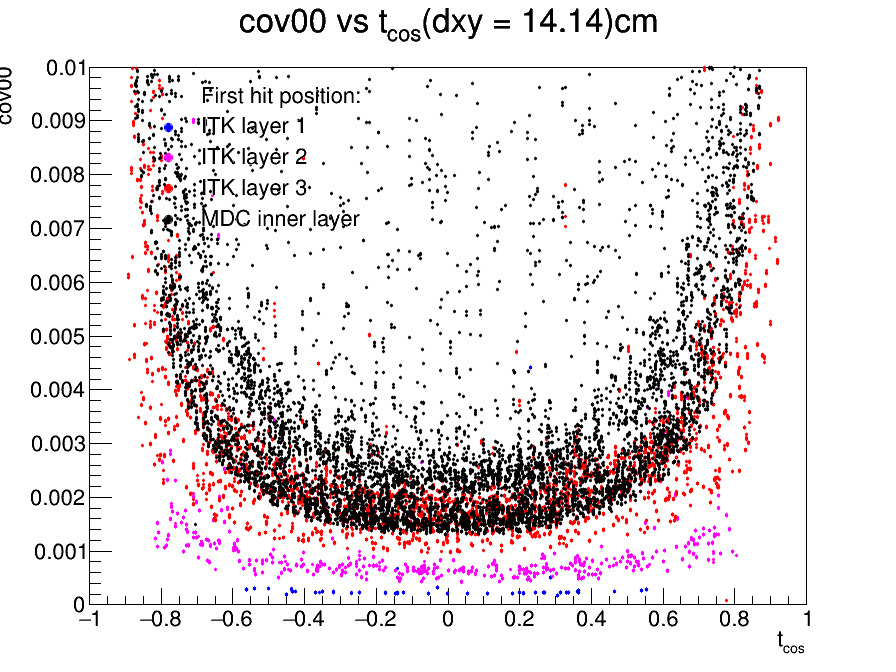 cov00 vs t_cos(dxy = 14.14)cm
cov00
0.01
0.009
0.008
0.007
0.006
0.005
0.004
0.003
0.002
0.001
0
First hit position:
ITK layer 1
ITK layer 2
ITK layer 3
MDC inner layer
−1 −0.8 −0.6 −0.4 −0.2 0 0.2 0.4 0.6 0.8 1
t_cos